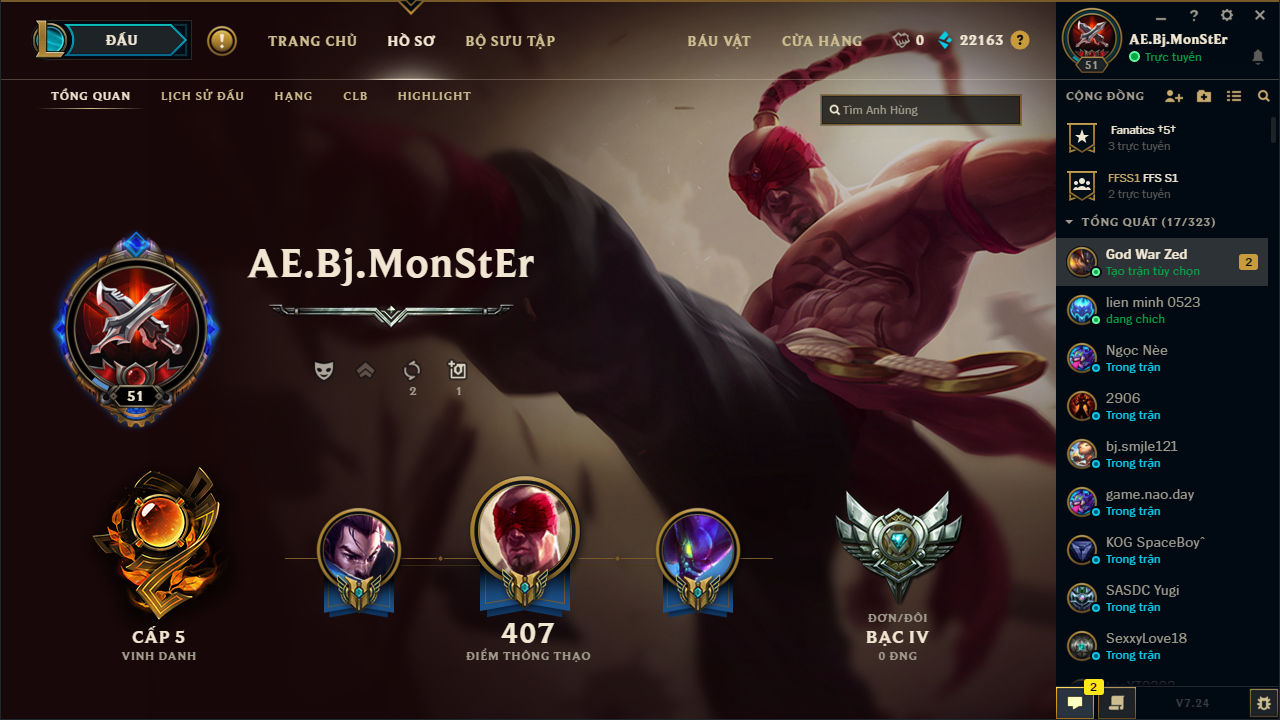 ĐẤU
TRANG CHỦ
HỒ SƠ
BỘ SƯU TẬP
BÁU VẬT
CỬA HÀNG
0
22163
?
TỔNG QUAN
LỊCH SỬ ĐẤU
HẠNG
CLB
HIGHLIGHT
Tìm Anh Hùng
AE.Bj.MonStEr
2
1
51
CẤP 5
VINH DANH
407
ĐIỂM THÔNG THẠO
ĐƠN/ĐÔI
BẠC IV
0 ĐNG
?
AE.Bj.MonStEr
Trực tuyến
51
CỘNG ĐỒNG
Fanatics †5†
3 trực tuyến
FFSS1 FFS S1
2 trực tuyến
TỔNG QUÁT (17/323)
God War Zed
Tạo trận tùy chọn
2
lien minh 0523
dang chich
Ngọc Nèe
Trong trận
2906
Trong trận
bj.smjle121
Trong trận
game.nao.day
Trong trận
KOG SpaceBoyˆ
Trong trận
SASDC Yugi
Trong trận
SexxyLove18
Trong trận
2
V7.24